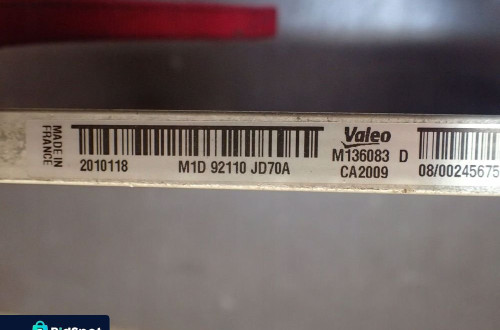 MADE IN
FRANCE
2010118
M1D 92110 JD70A
Valeo
M136083 D
CA2009
08/00245675